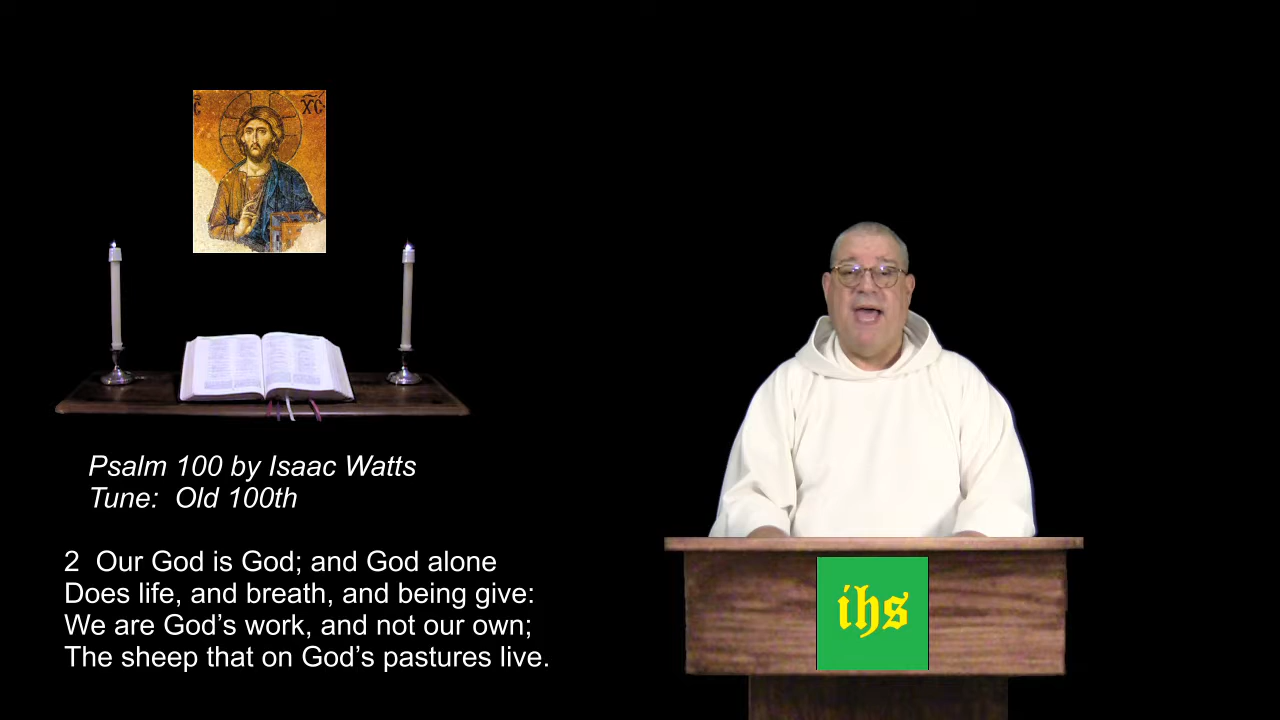 XC
Psalm 100 by Isaac Watts
Tune:  Old 100th
2  Our God is God; and God alone
Does life, and breath, and being give:
We are God’s work, and not our own;
The sheep that on God’s pastures live.
ihs